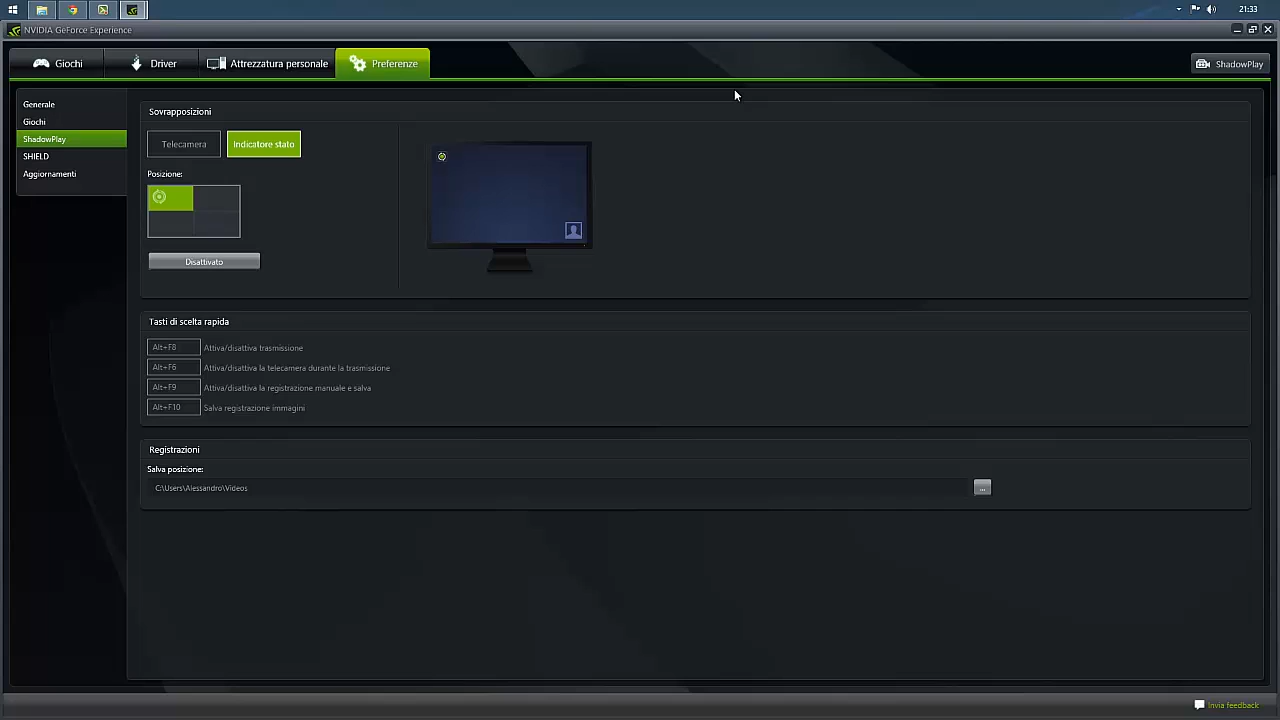 21:33
NVIDIA GeForce Experience
Giochi
Driver
Attrezzatura personale
Preferenze
ShadowPlay
Generale
Giochi
ShadowPlay
SHIELD
Aggiornamenti
Sovrapposizioni
Telecamera
Indicatore stato
Posizione:
Disattivato
Tasti di scelta rapida
Alt+F8 Attiva/disattiva trasmissione
Alt+F6 Attiva/disattiva la telecamera durante la trasmissione
Alt+F9 Attiva/disattiva la registrazione manuale e salva
Alt+F10 Salva registrazione immagini
Registrazioni
Salva posizione:
C:\Users\Alessandro\Videos
...
Invia feedback